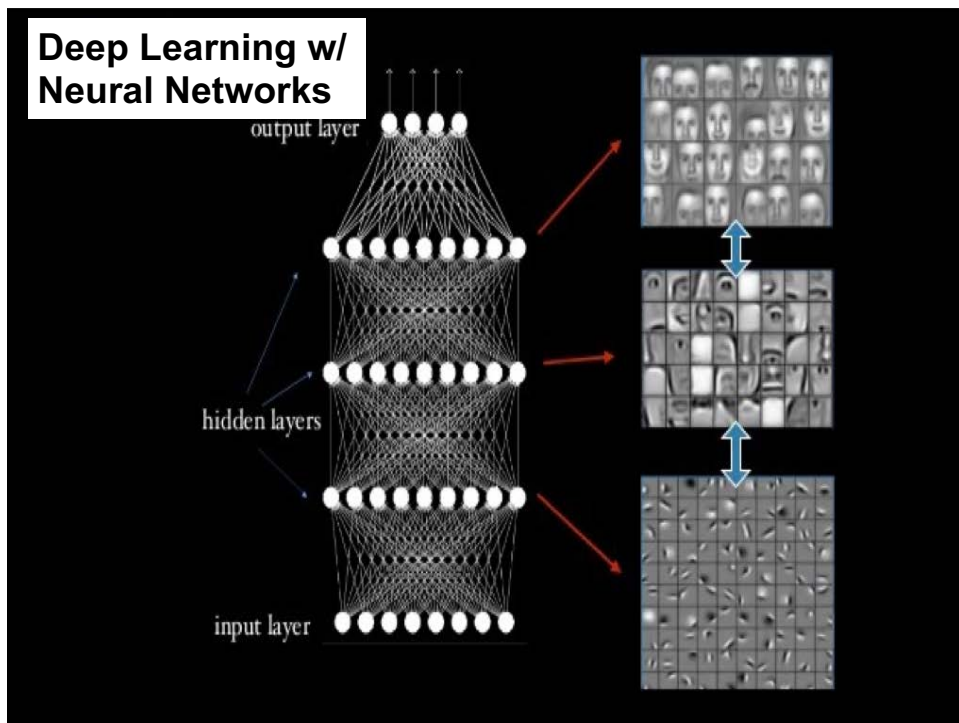 Deep Learning w/
Neural Networks
output layer
hidden layers
input layer